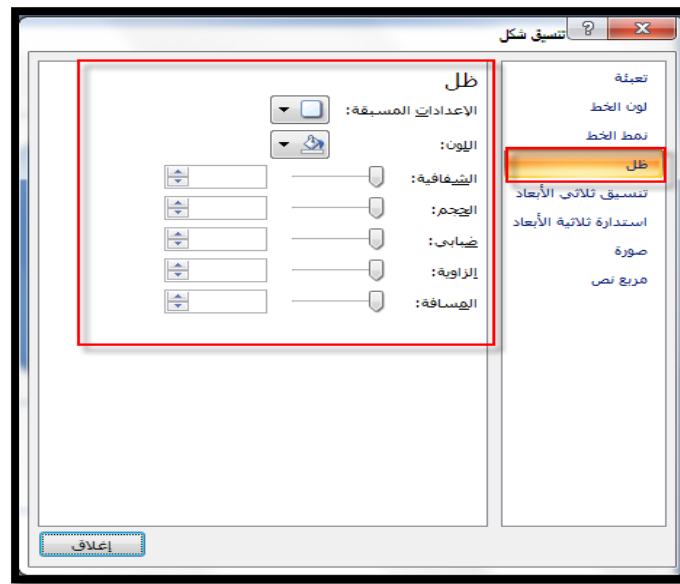 تنسيق شكل
تعبئة
لون الخط
نمط الخط
ظل
تنسيق ثلاثي الأبعاد
استدارة ثلاثية الأبعاد
صورة
مربع نص
ظل
الإعدادات المسبقة:
اللون:
الشفافية:
الحجم:
ضبابي:
الزاوية:
المسافة:
إغلاق